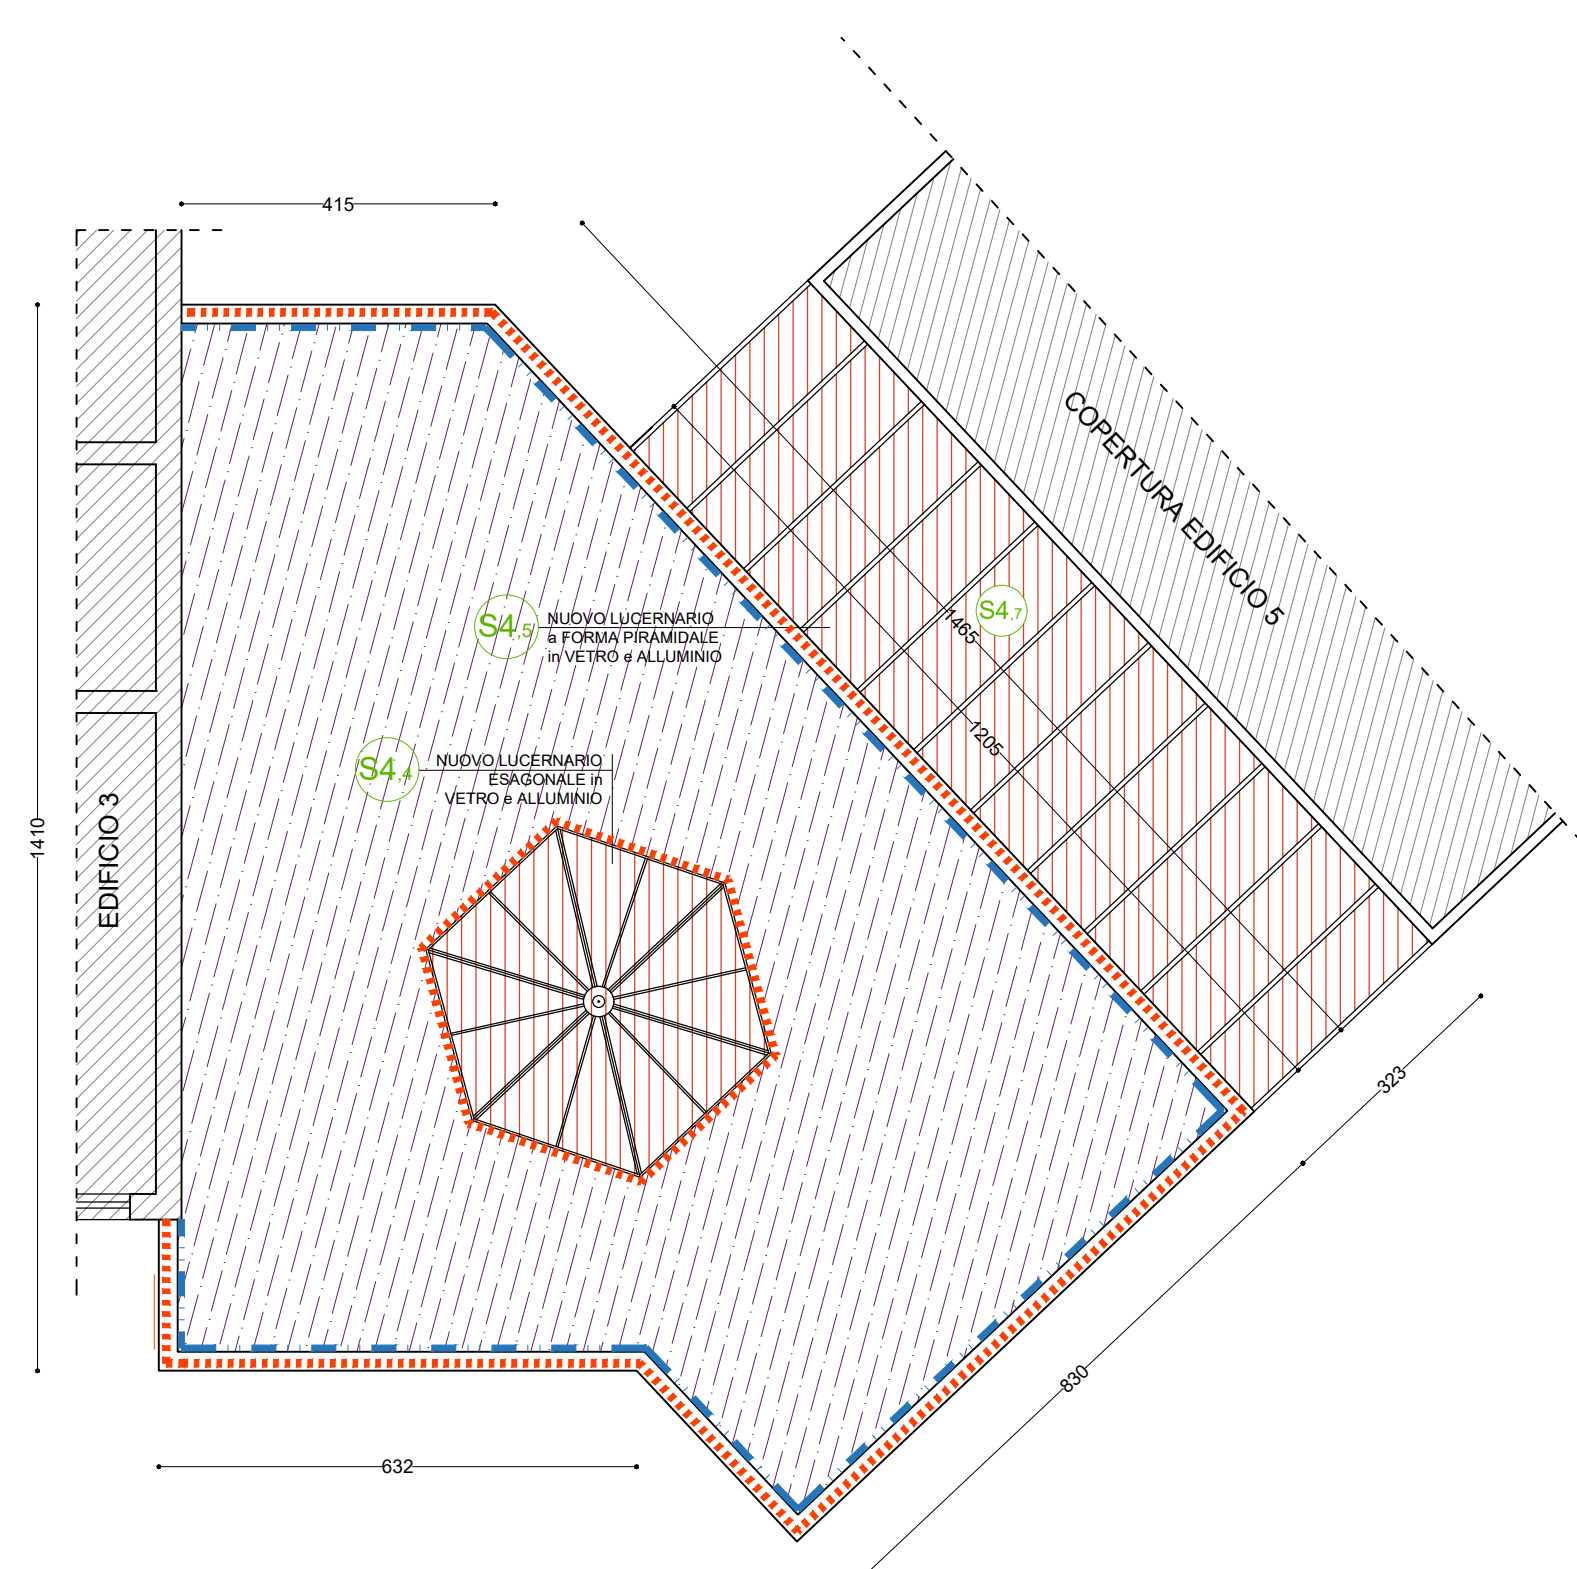 415
COPERTURA EDIFICIO 5
S4,7
1465
S4,5
NUOVO LUCERNARIO
a FORMA PIRAMIDALE
in VETRO e ALLUMINIO
1205
S4,4
NUOVO LUCERNARIO
ESAGONALE in
VETRO e ALLUMINIO
1410
EDIFICIO 3
323
830
632